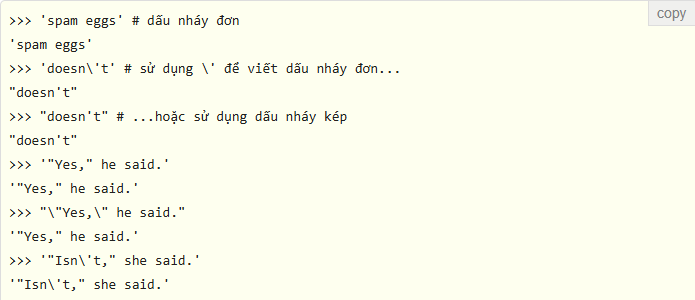 copy
>>> 'spam eggs' # dấu nháy đơn
'spam eggs'
>>> 'doesn\'t' # sử dụng \' để viết dấu nháy đơn...
"doesn't"
>>> "doesn't" # ...hoặc sử dụng dấu nháy kép
"doesn't"
>>> '"Yes," he said.'
'"Yes," he said.'
>>> "\"Yes,\" he said."
'"Yes," he said.'
>>> '"Isn\'t," she said.'
'"Isn\'t," she said.'